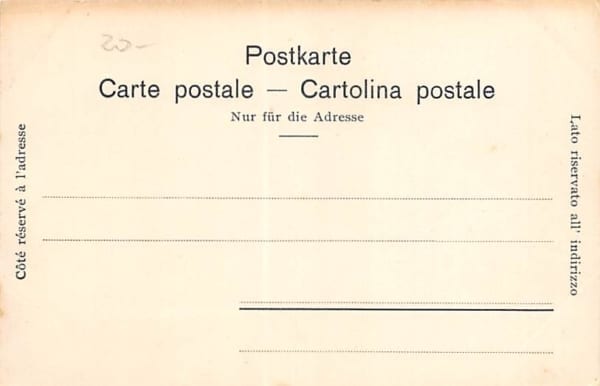 20-
Postkarte
Carte postale — Cartolina postale
Nur für die Adresse
Côté réservé à l'adresse
Lato riservato all' indirizzo